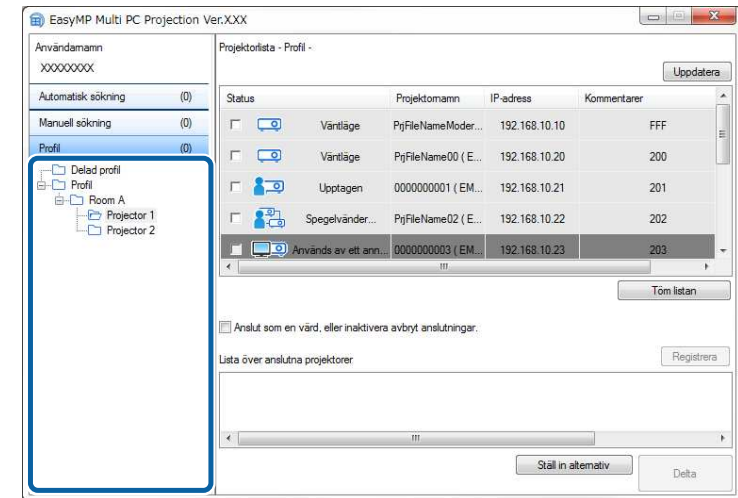 EasyMP Multi PC Projection Ver.X.XX
Användarnamn
XXXXXXXX
Automatisk sökning (0)
Manuell sökning (0)
Profil (0)
Delad profil
Profil
Room A
Projector 1
Projector 2
Projektorlista - Profil -
Uppdatera
Status Projektornamn IP-adress Kommentarer
Vänteläge PrjFileNameModer... 192.168.10.10 FFF
Vänteläge PrjFileName00 ( E... 192.168.10.20 200
Upptagen 0000000001 ( EM... 192.168.10.21 201
Spegelvänder... PrjFileName02 ( E... 192.168.10.22 202
Används av ett ann... 0000000003 ( EM... 192.168.10.23 203
Töm listan
Anslut som en värd, eller inaktivera avbryt anslutningar.
Lista över anslutna projektorer
Registrera
Ställ in alternativ
Delta